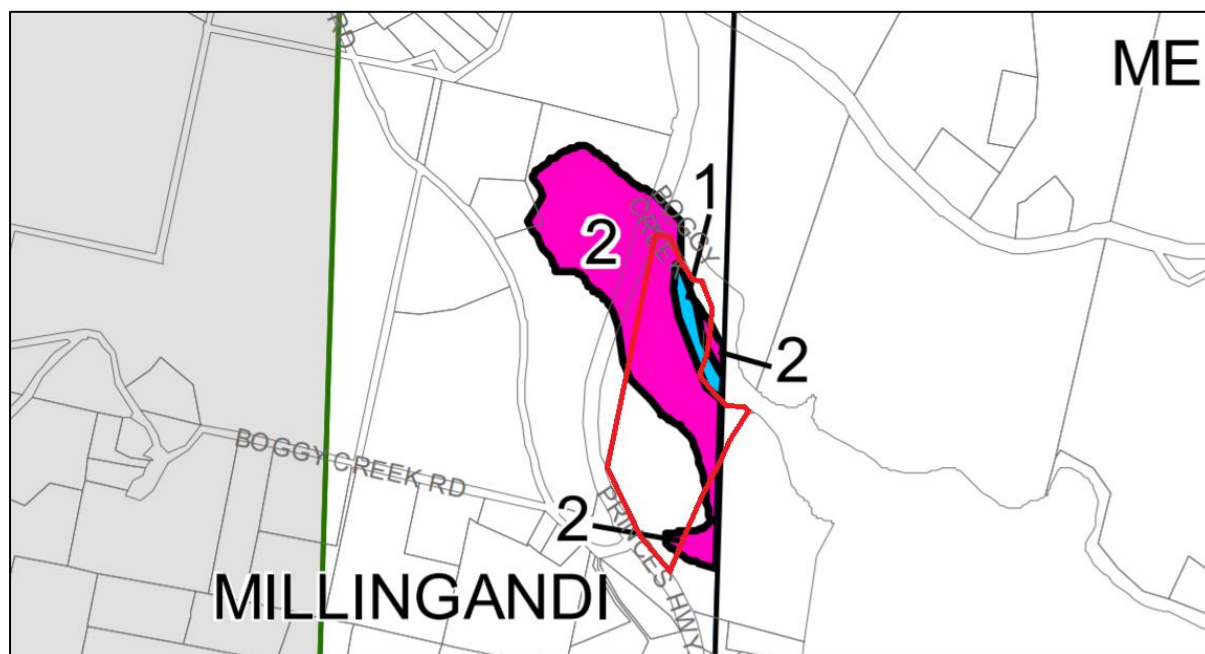 RD
ME
1
BOGGY
CREEK
2
2
BOGGY CREEK RD
2
PRINCES HWY
MILLINGANDI